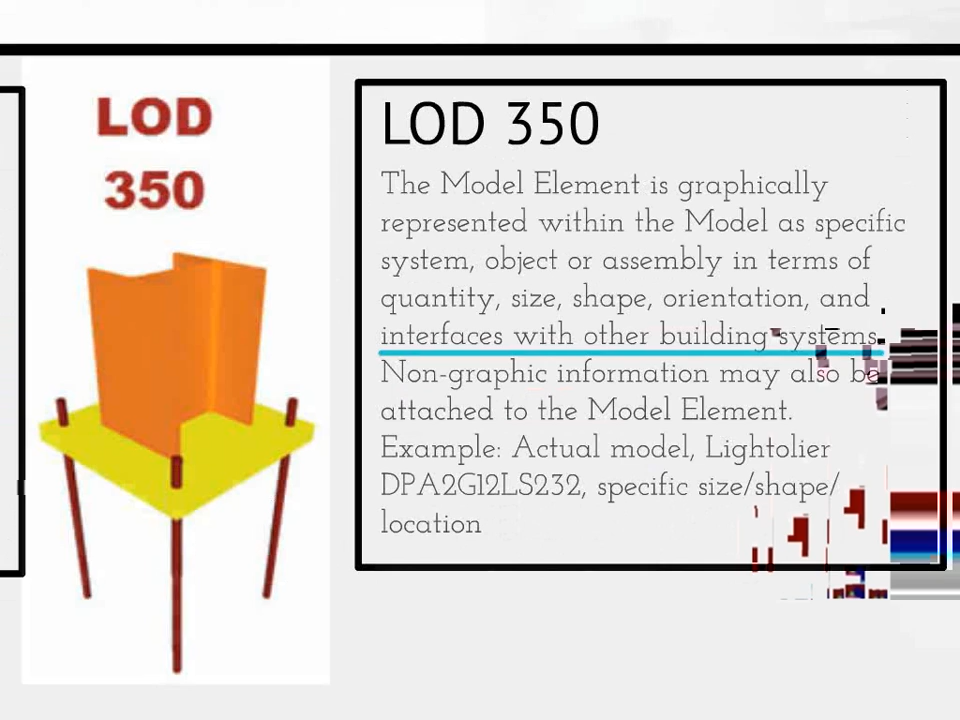 LOD
350
LOD 350
The Model Element is graphically
represented within the Model as specific
system, object or assembly in terms of
quantity, size, shape, orientation, and
interfaces with other building systems.
Non-graphic information may also be
attached to the Model Element.
Example: Actual model, Lightolier
DPA2G12LS232, specific size/shape/
location